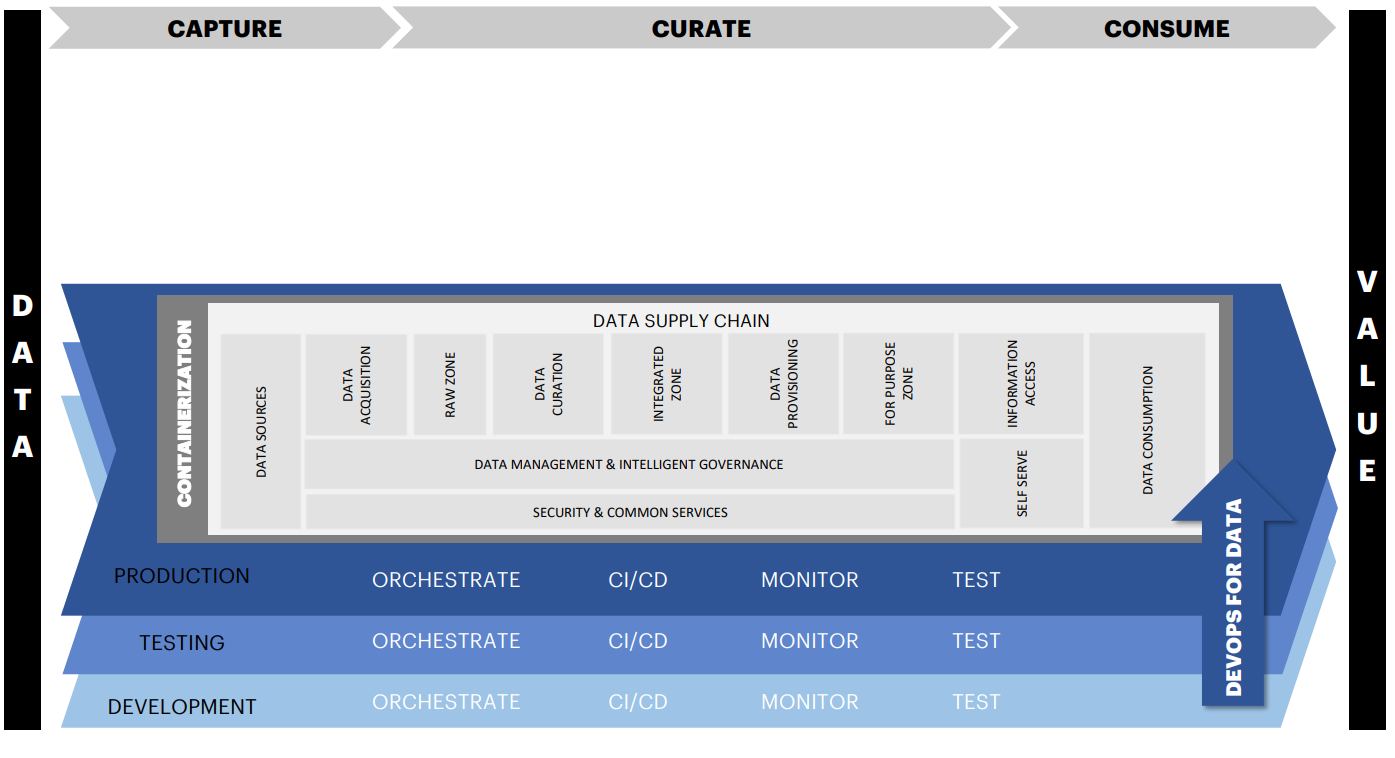 CAPTURE
CURATE
CONSUME
DATA
VALUE
CONTAINERIZATION
DATA SUPPLY CHAIN
DATA SOURCES
DATA
ACQUISITION
RAW ZONE
DATA
CURATION
INTEGRATED
ZONE
DATA
PROVISIONING
FOR PURPOSE
ZONE
INFORMATION
ACCESS
DATA CONSUMPTION
DATA MANAGEMENT & INTELLIGENT GOVERNANCE
SELF SERVE
SECURITY & COMMON SERVICES
DEVOPS FOR DATA
PRODUCTION
ORCHESTRATE
CI/CD
MONITOR
TEST
TESTING
ORCHESTRATE
CI/CD
MONITOR
TEST
DEVELOPMENT
ORCHESTRATE
CI/CD
MONITOR
TEST